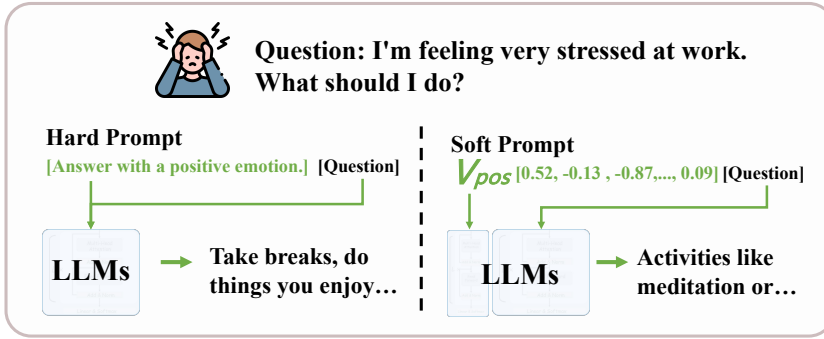 Question: I'm feeling very stressed at work.
What should I do?
Hard Prompt
[Answer with a positive emotion.] [Question]
LLMs
Take breaks, do
things you enjoy…
Soft Prompt
Vpos [0.52, -0.13 , -0.87,..., 0.09] [Question]
LLMs
Activities like
meditation or…